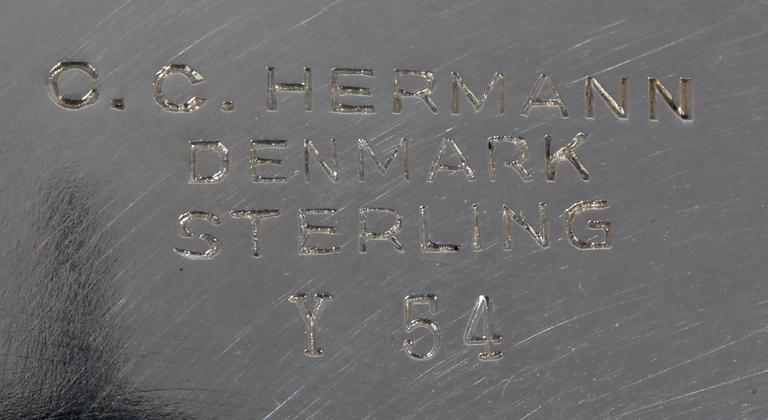 C. C. HERMANN
DENMARK
STERLING
Y 54